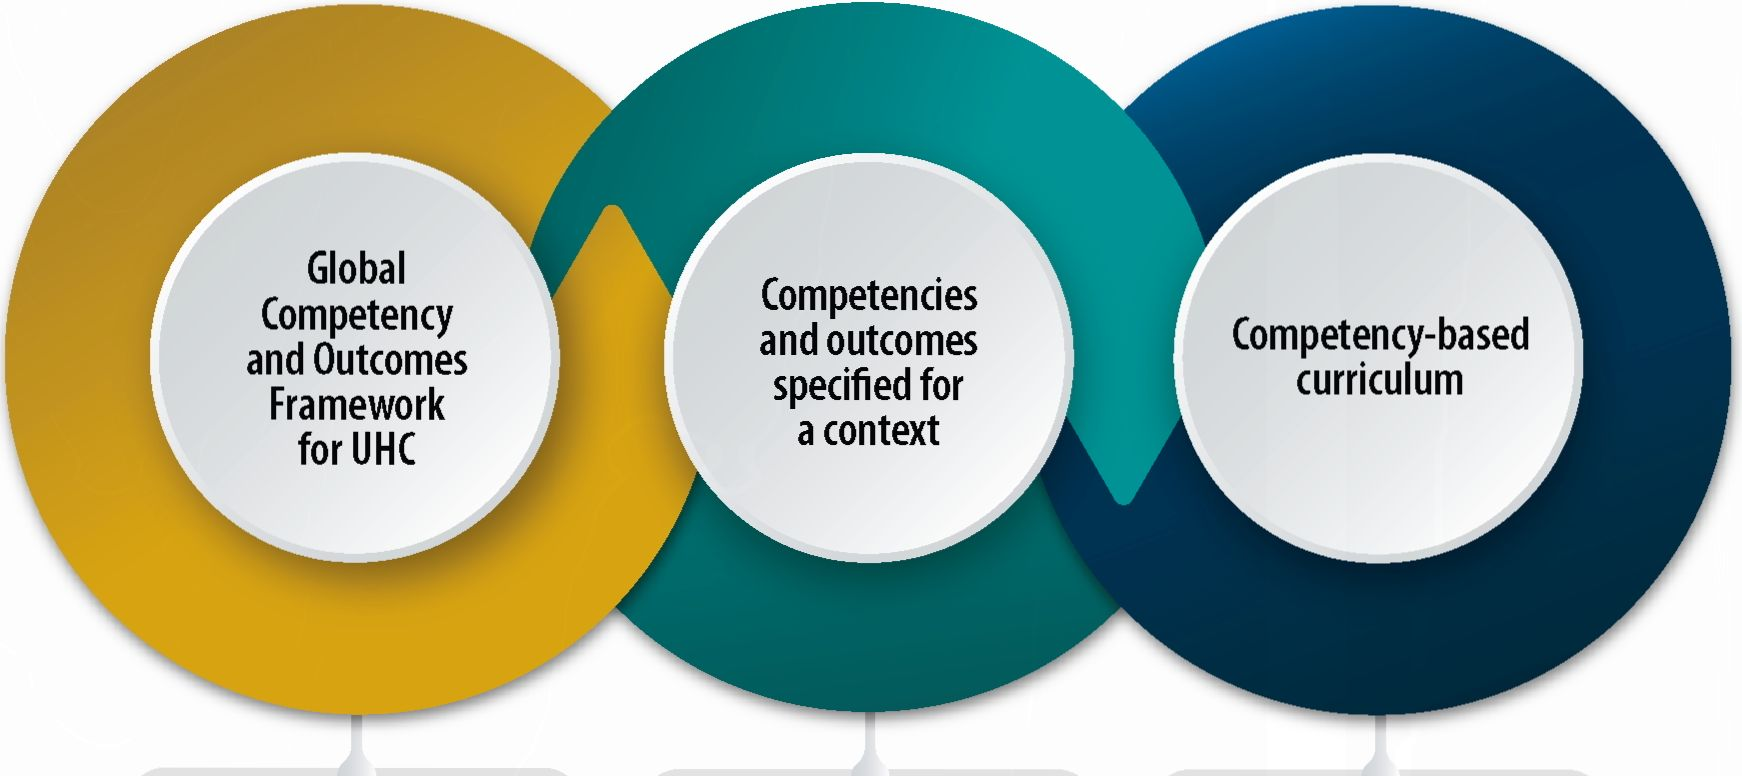 Global
Competency
and Outcomes
Framework
for UHC
Competencies
and outcomes
specified for
a context
Competency-based
curriculum